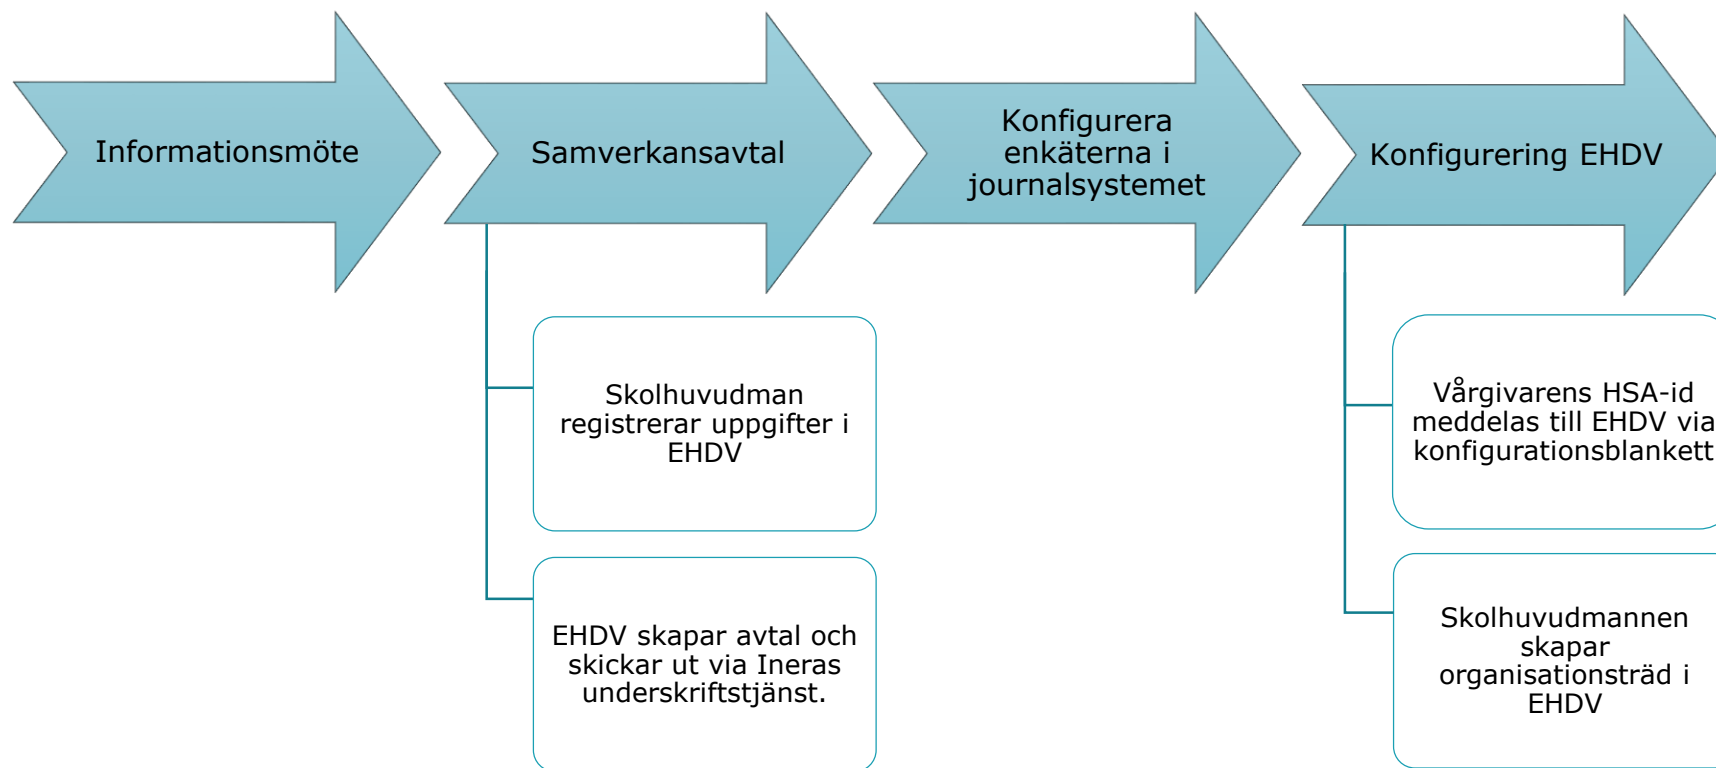 Informationsmöte
Samverkansavtal
Konfigurera
enkäterna i
journalsystemet
Konfigurering EHDV
Skolhuvudman
registrerar uppgifter i
EHDV
EHDV skapar avtal och
skickar ut via Ineras
underskriftstjänst.
Vårgivarens HSA-id
meddelas till EHDV via
konfigurationsblankett
Skolhuvudmannen
skapar
organisationsträd i
EHDV